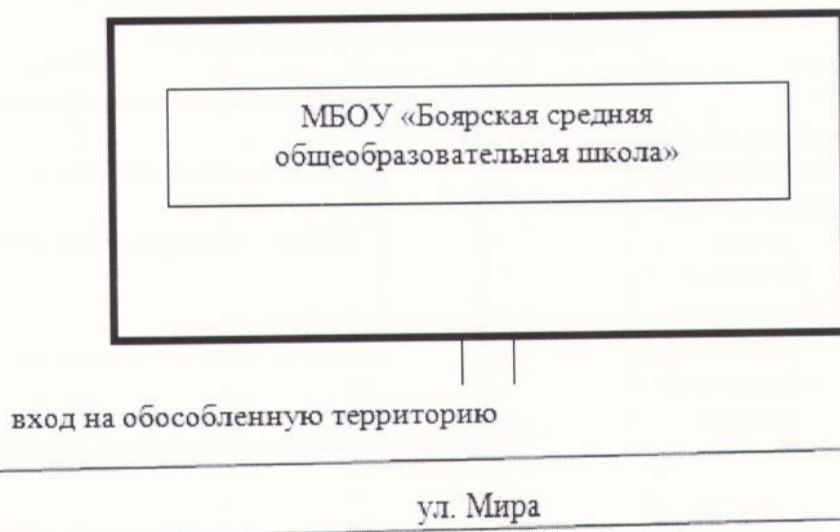 МБОУ «Боярская средняя
общеобразовательная школа»
вход на обособленную территорию
ул. Мира